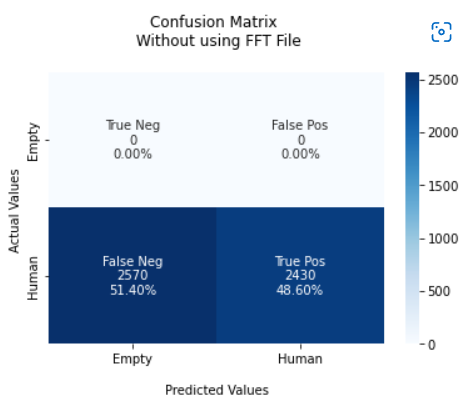 Confusion Matrix
Without using FFT File
True Neg
0
0.00%
False Pos
0
0.00%
False Neg
2570
51.40%
True Pos
2430
48.60%
Empty
Human
Actual Values
Empty
Human
Predicted Values
2500
2000
1500
1000
500
0